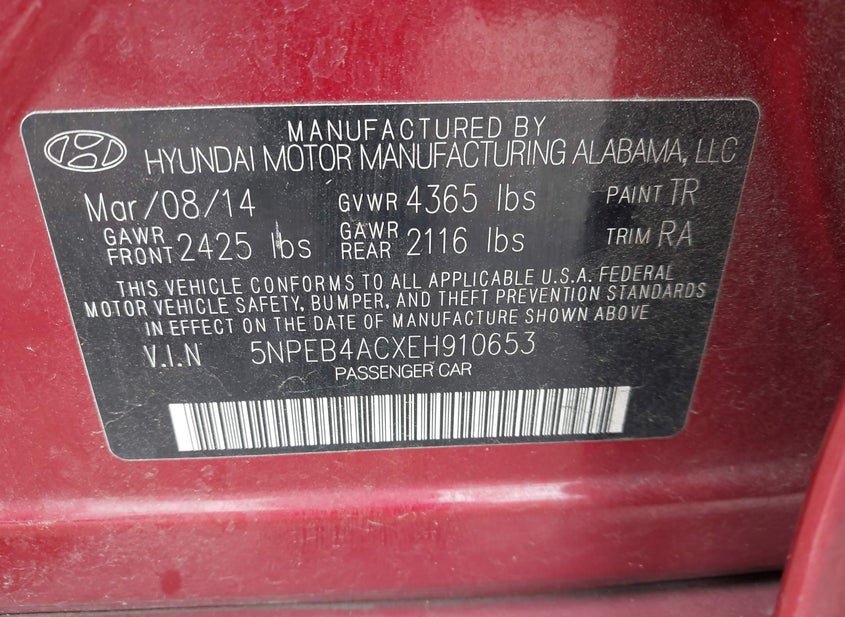 MANUFACTURED BY
HYUNDAI MOTOR MANUFACTURING ALABAMA, LLC
Mar/08/14 GVWR 4365 lbs PAINT TR
GAWR FRONT 2425 lbs GAWR REAR 2116 lbs TRIM RA
THIS VEHICLE CONFORMS TO ALL APPLICABLE U.S.A. FEDERAL
MOTOR VEHICLE SAFETY, BUMPER, AND THEFT PREVENTION STANDARDS
IN EFFECT ON THE DATE OF MANUFACTURE SHOWN ABOVE
V.I.N 5NPEB4ACXEH910653
PASSENGER CAR